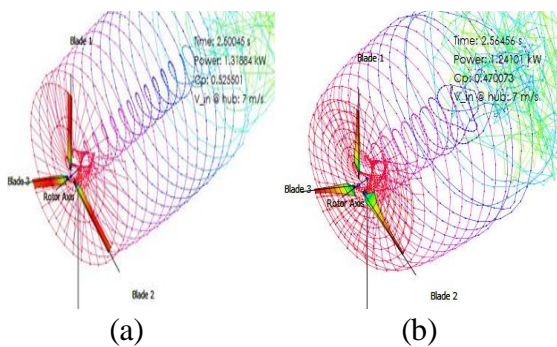 Blade 1
Time: 2.50045
Power: 1.31884 kW
Cp: 0.525501
V_in @ hub: 7 m/s.
Blade 3
Rotor Axis
Blade 2
(a)
Blade 1
Time: 2.56456
Power: 1.24101 kW
Cp: 0.470073
V_in @ hub: 7 m/s
Blade 3
Rotor Axis
Blade 2
(b)